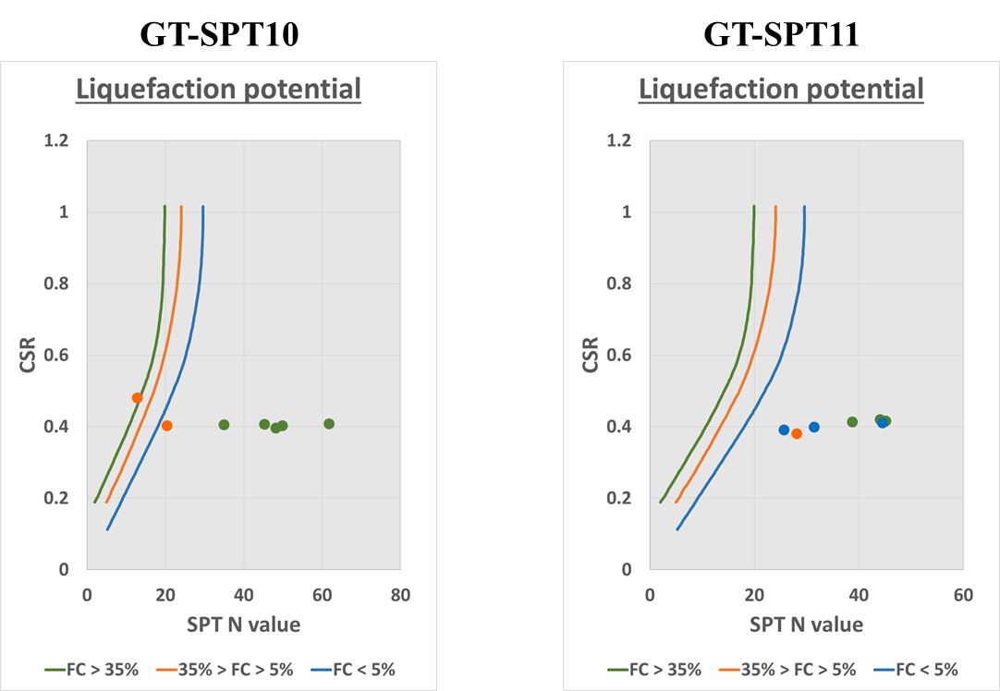 GT-SPT10
Liquefaction potential
1.2
1
0.8
0.6
0.4
0.2
0
CSR
0 20 40 60 80
SPT N value
FC > 35% 35% > FC > 5% FC < 5%
GT-SPT11
Liquefaction potential
1.2
1
0.8
0.6
0.4
0.2
0
CSR
0 20 40 60
SPT N value
FC > 35% 35% > FC > 5% FC < 5%